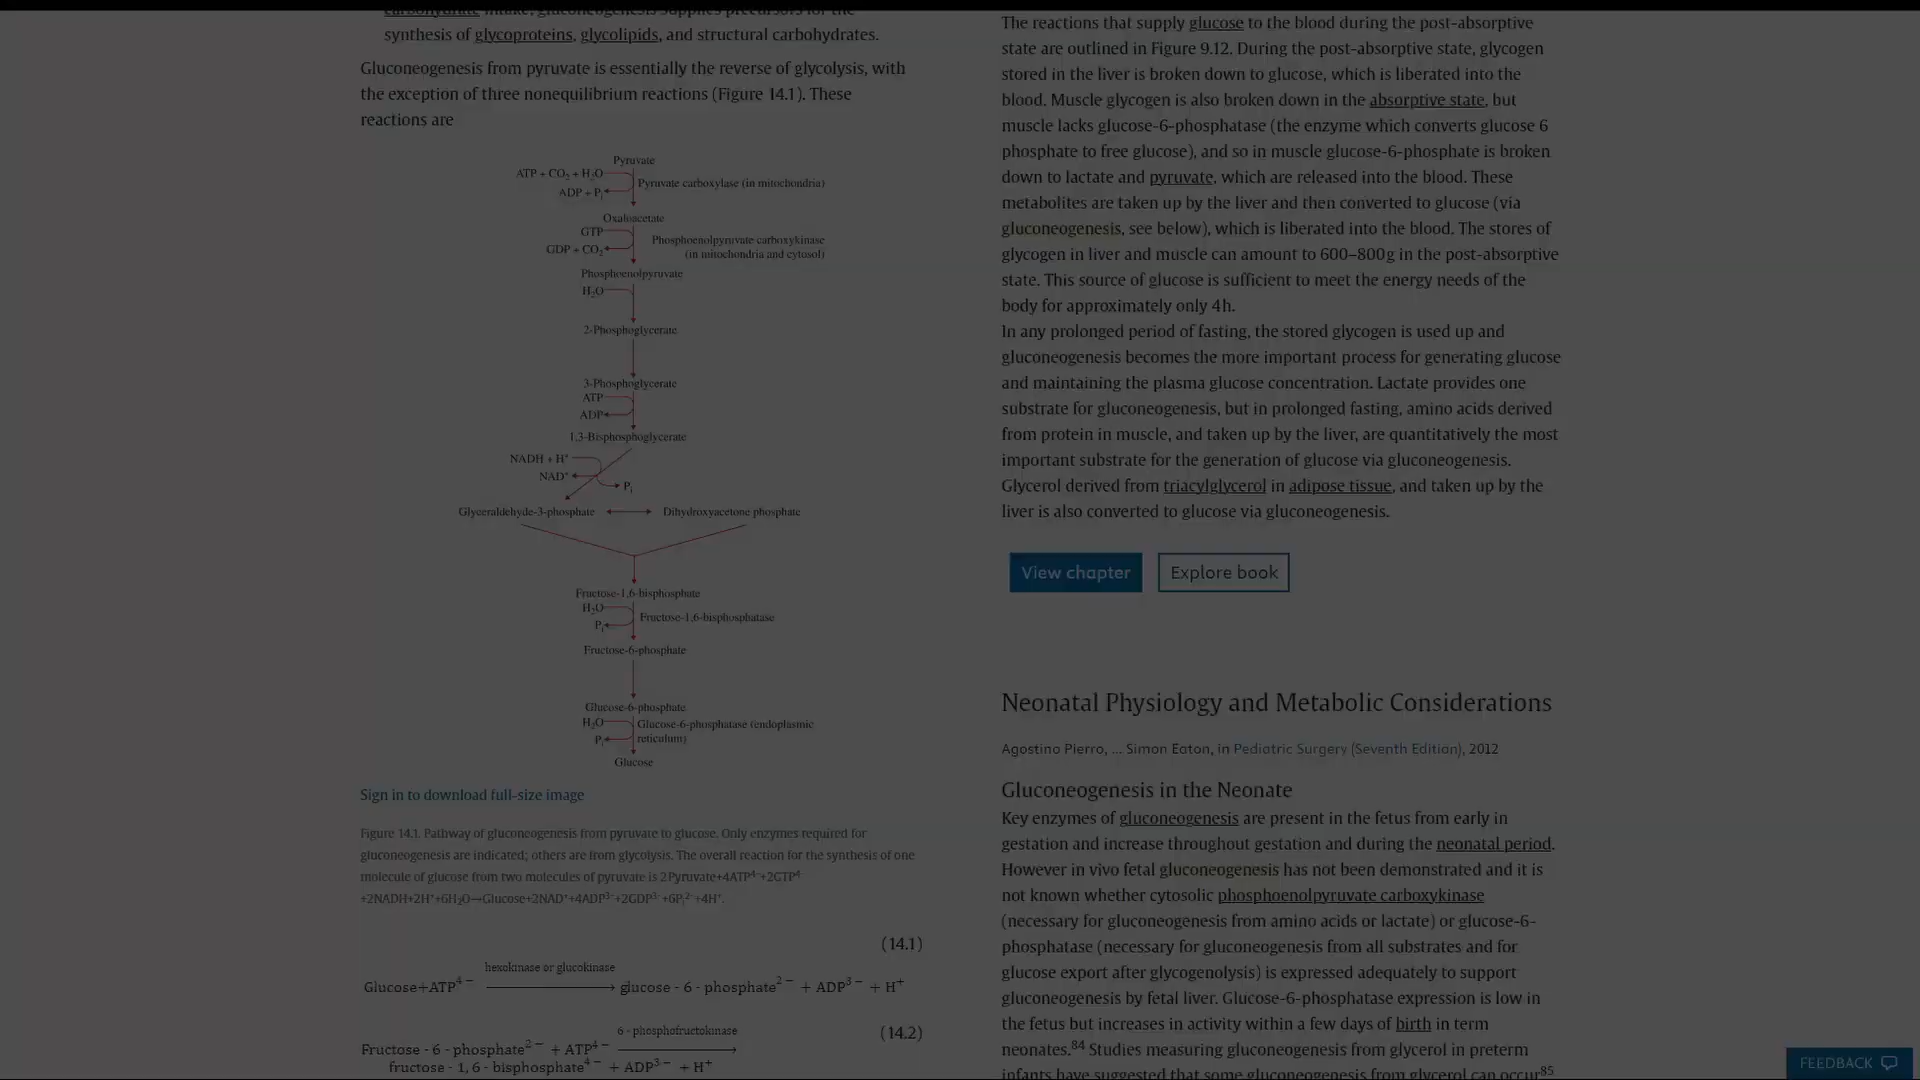 carbohydrate intake, gluconeogenesis supplies precursors for the
synthesis of glycoproteins, glycolipids, and structural carbohydrates.
Gluconeogenesis from pyruvate is essentially the reverse of glycolysis, with
the exception of three nonequilibrium reactions (Figure 14.1). These
reactions are
Pyruvate
ATP + CO₂ + H₂O
Pyruvate carboxylase (in mitochondria)
ADP + Pᵢ
Oxaloacetate
GTP
Phosphoenolpyruvate carboxykinase
(in mitochondria and cytosol)
GDP + CO₂
Phosphoenolpyruvate
H₂O
2-Phosphoglycerate
3-Phosphoglycerate
ATP
ADP
1,3-Bisphosphoglycerate
NADH + H⁺
NAD⁺
Pᵢ
Glyceraldehyde-3-phosphate
Dihydroxyacetone phosphate
Fructose-1,6-bisphosphate
H₂O
Fructose-1,6-bisphosphatase
Pᵢ
Fructose-6-phosphate
Glucose-6-phosphate
H₂O
Glucose-6-phosphatase (endoplasmic
reticulum)
Pᵢ
Glucose
Sign in to download full-size image
Figure 14.1. Pathway of gluconeogenesis from pyruvate to glucose. Only enzymes required for
gluconeogenesis are indicated; others are from glycolysis. The overall reaction for the synthesis of one
molecule of glucose from two molecules of pyruvate is 2Pyruvate+4ATP⁴⁻+2GTP⁴⁻
+2NADH+2H⁺+6H₂O→Glucose+2NAD⁺+4ADP³⁻+2GDP³⁻+6Pᵢ²⁻+4H⁺.
(14.1)
hexokinase or glucokinase
Glucose+ATP⁴⁻ ⟶ glucose - 6 - phosphate²⁻ + ADP³⁻ + H⁺
6 - phosphofructokinase
(14.2)
Fructose - 6 - phosphate²⁻ + ATP⁴⁻ ⟶
fructose - 1, 6 - bisphosphate⁴⁻ + ADP³⁻ + H⁺
The reactions that supply glucose to the blood during the post-absorptive
state are outlined in Figure 9.12. During the post-absorptive state, glycogen
stored in the liver is broken down to glucose, which is liberated into the
blood. Muscle glycogen is also broken down in the absorptive state, but
muscle lacks glucose-6-phosphatase (the enzyme which converts glucose 6
phosphate to free glucose), and so in muscle glucose-6-phosphate is broken
down to lactate and pyruvate, which are released into the blood. These
metabolites are taken up by the liver and then converted to glucose (via
gluconeogenesis, see below), which is liberated into the blood. The stores of
glycogen in liver and muscle can amount to 600–800 g in the post-absorptive
state. This source of glucose is sufficient to meet the energy needs of the
body for approximately only 4 h.
In any prolonged period of fasting, the stored glycogen is used up and
gluconeogenesis becomes the more important process for generating glucose
and maintaining the plasma glucose concentration. Lactate provides one
substrate for gluconeogenesis, but in prolonged fasting, amino acids derived
from protein in muscle, and taken up by the liver, are quantitatively the most
important substrate for the generation of glucose via gluconeogenesis.
Glycerol derived from triacylglycerol in adipose tissue, and taken up by the
liver is also converted to glucose via gluconeogenesis.
View chapter
Explore book
Neonatal Physiology and Metabolic Considerations
Agostino Pierro, ... Simon Eaton, in Pediatric Surgery (Seventh Edition), 2012
Gluconeogenesis in the Neonate
Key enzymes of gluconeogenesis are present in the fetus from early in
gestation and increase throughout gestation and during the neonatal period.
However in vivo fetal gluconeogenesis has not been demonstrated and it is
not known whether cytosolic phosphoenolpyruvate carboxykinase
(necessary for gluconeogenesis from amino acids or lactate) or glucose-6-
phosphatase (necessary for gluconeogenesis from all substrates and for
glucose export after glycogenolysis) is expressed adequately to support
gluconeogenesis by fetal liver. Glucose-6-phosphatase expression is low in
the fetus but increases in activity within a few days of birth in term
neonates.⁸⁴ Studies measuring gluconeogenesis from glycerol in preterm
infants have suggested that some gluconeogenesis from glycerol can occur⁸⁵
FEEDBACK